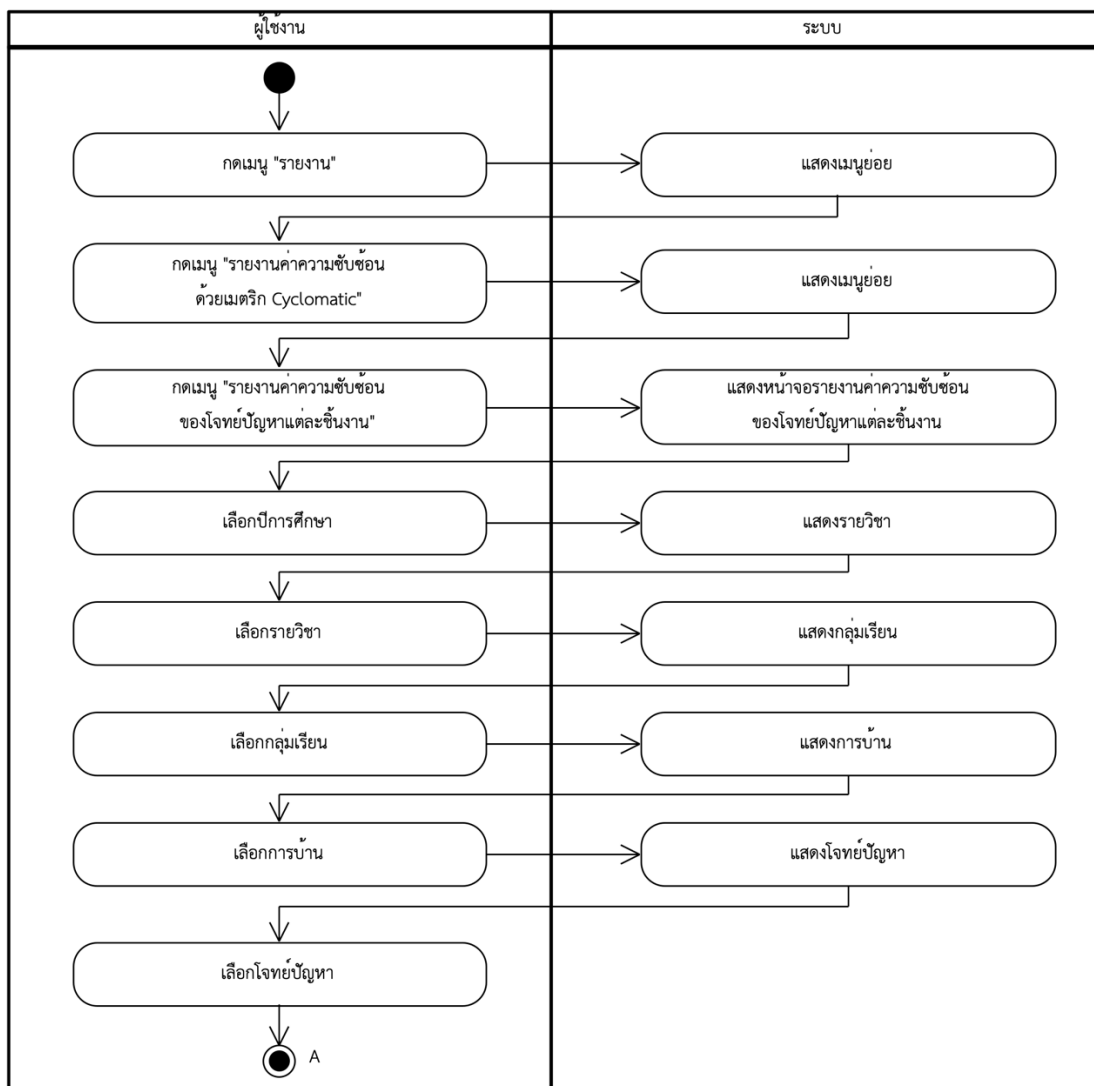 ผู้ใช้งาน
ระบบ
กดเมนู "รายงาน"
แสดงเมนูย่อย
กดเมนู "รายงานค่าความซับซ้อน
ด้วยเมตริก Cyclomatic"
แสดงเมนูย่อย
กดเมนู "รายงานค่าความซับซ้อน
ของโจทย์ปัญหาแต่ละชิ้นงาน"
แสดงหน้าจอรายงานค่าความซับซ้อน
ของโจทย์ปัญหาแต่ละชิ้นงาน
เลือกปีการศึกษา
แสดงรายวิชา
เลือกรายวิชา
แสดงกลุ่มเรียน
เลือกกลุ่มเรียน
แสดงการบ้าน
เลือกการบ้าน
แสดงโจทย์ปัญหา
เลือกโจทย์ปัญหา
A